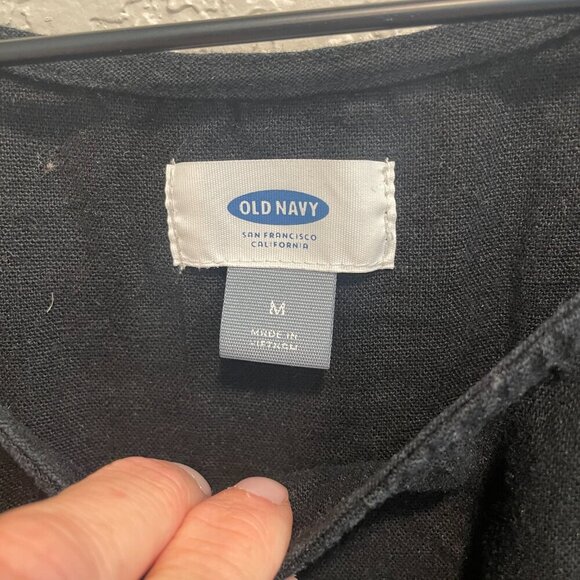 OLD NAVY
SAN FRANCISCO
CALIFORNIA
M
MADE IN
VIETNAM